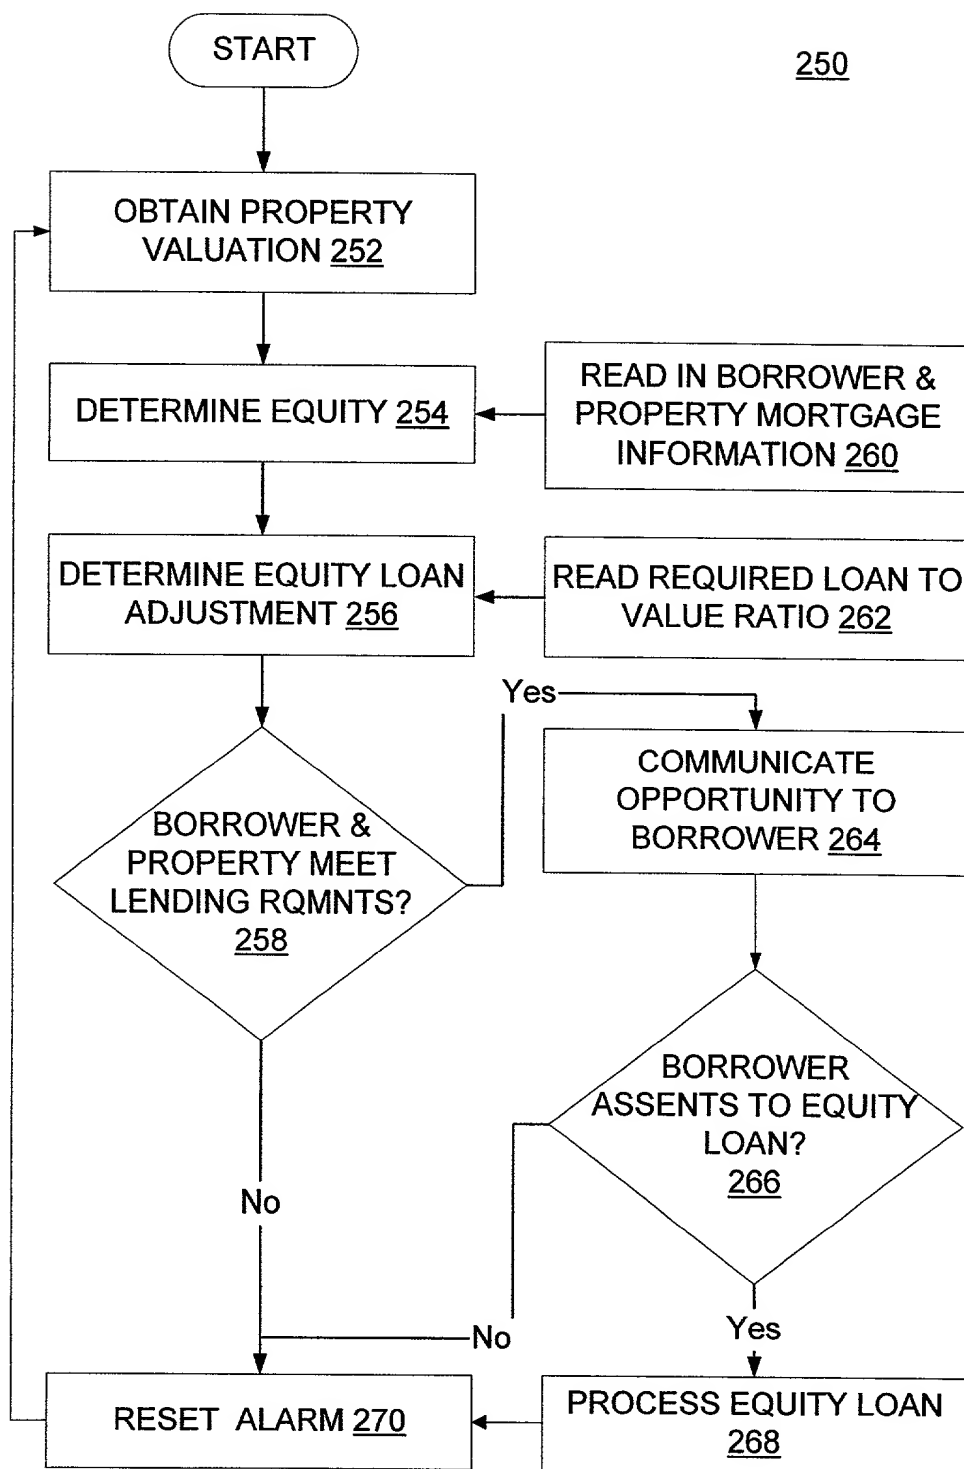 START
250
OBTAIN PROPERTY
VALUATION 252
DETERMINE EQUITY 254
READ IN BORROWER &
PROPERTY MORTGAGE
INFORMATION 260
DETERMINE EQUITY LOAN
ADJUSTMENT 256
READ REQUIRED LOAN TO
VALUE RATIO 262
Yes
BORROWER &
PROPERTY MEET
LENDING RQMNTS?
258
COMMUNICATE
OPPORTUNITY TO
BORROWER 264
BORROWER
ASSENTS TO EQUITY
LOAN?
266
No
No
Yes
RESET ALARM 270
PROCESS EQUITY LOAN
268